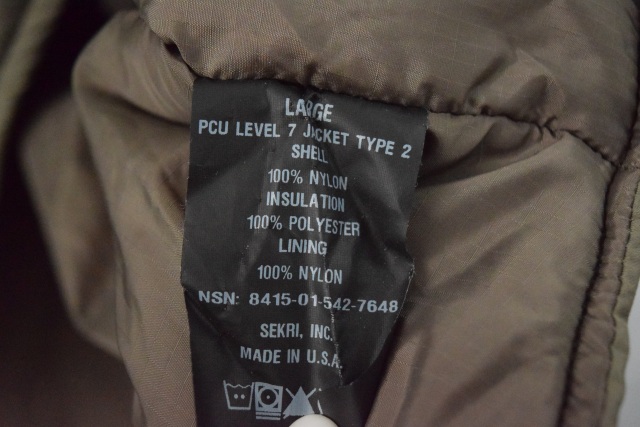 LARGE
PCU LEVEL 7 JACKET TYPE 2
SHELL
100% NYLON
INSULATION
100% POLYESTER
LINING
100% NYLON
NSN: 8415-01-542-7648
SEKRI, INC.
MADE IN U.S.A.